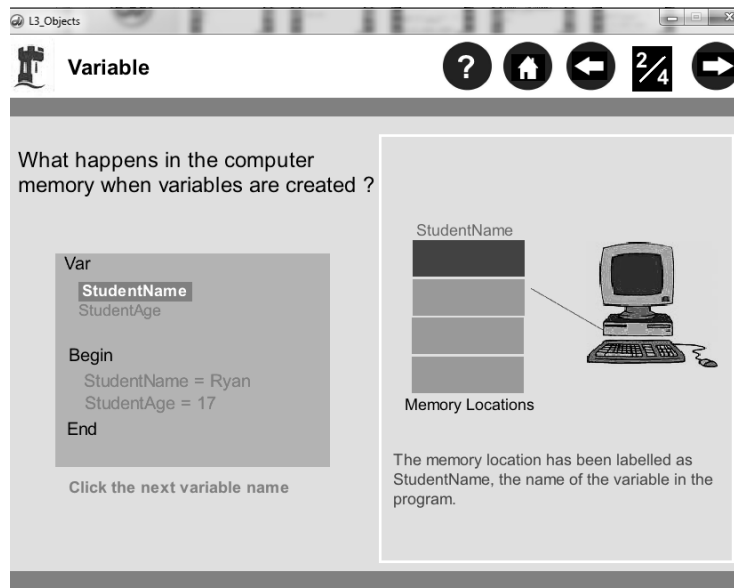 L3_Objects
Variable
?
2/4
What happens in the computer
memory when variables are created ?
Var
StudentName
StudentAge
Begin
StudentName = Ryan
StudentAge = 17
End
Click the next variable name
StudentName
Memory Locations
The memory location has been labelled as
StudentName, the name of the variable in the
program.